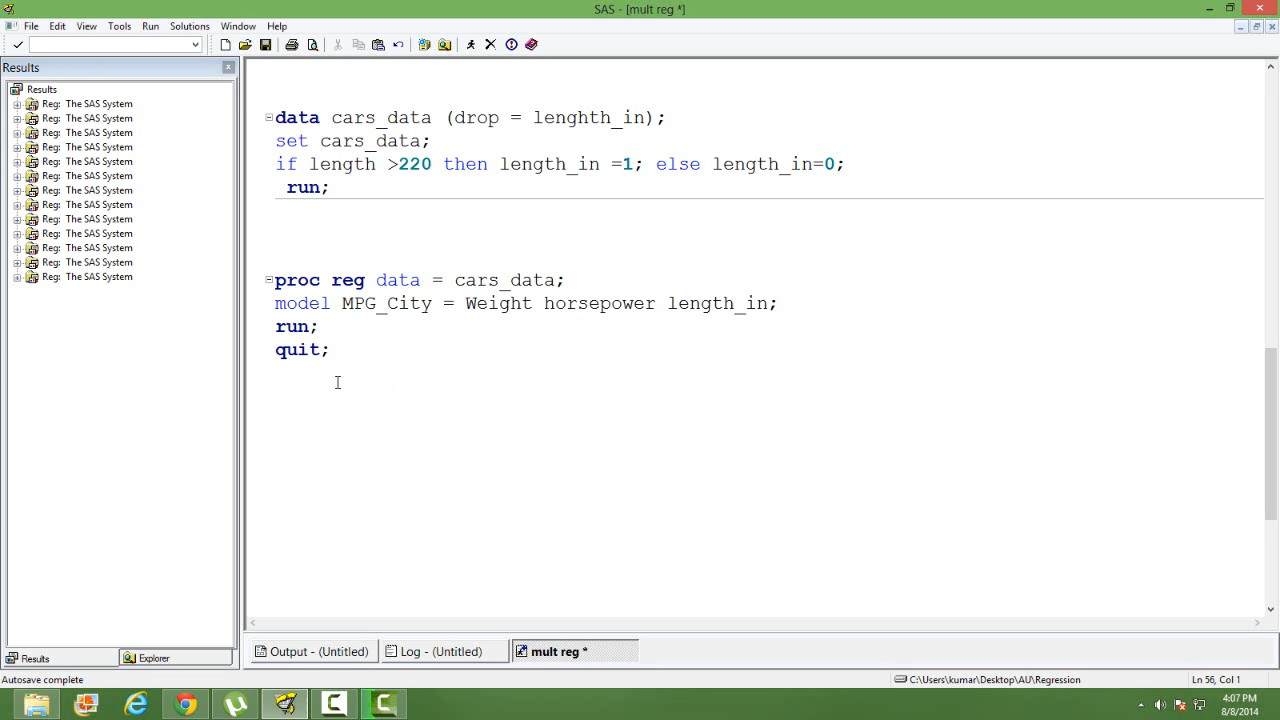 SAS - [mult reg *]
File Edit View Tools Run Solutions Window Help
Results
Results
Reg: The SAS System
Reg: The SAS System
Reg: The SAS System
Reg: The SAS System
Reg: The SAS System
Reg: The SAS System
Reg: The SAS System
Reg: The SAS System
Reg: The SAS System
Reg: The SAS System
Reg: The SAS System
Reg: The SAS System
Reg: The SAS System
data cars_data (drop = lenghth_in);
set cars_data;
if length >220 then length_in =1; else length_in=0;
run;
proc reg data = cars_data;
model MPG_City = Weight horsepower length_in;
run;
quit;
Results Explorer
Output - (Untitled) Log - (Untitled) mult reg *
Autosave complete
C:\Users\kumar\Desktop\AU\Regression
Ln 56, Col 1
4:07 PM
8/8/2014